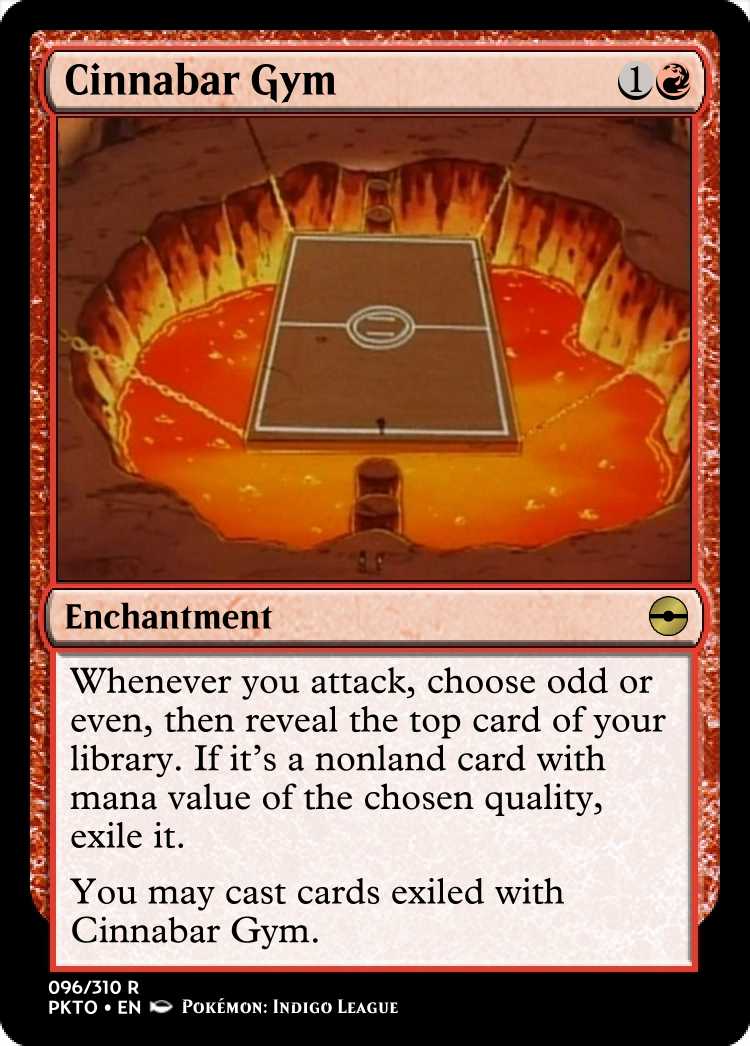 Cinnabar Gym 1
Enchantment
Whenever you attack, choose odd or
even, then reveal the top card of your
library. If it's a nonland card with
mana value of the chosen quality,
exile it.
You may cast cards exiled with
Cinnabar Gym.
096/310 R
PKTO • EN Pokémon: Indigo League